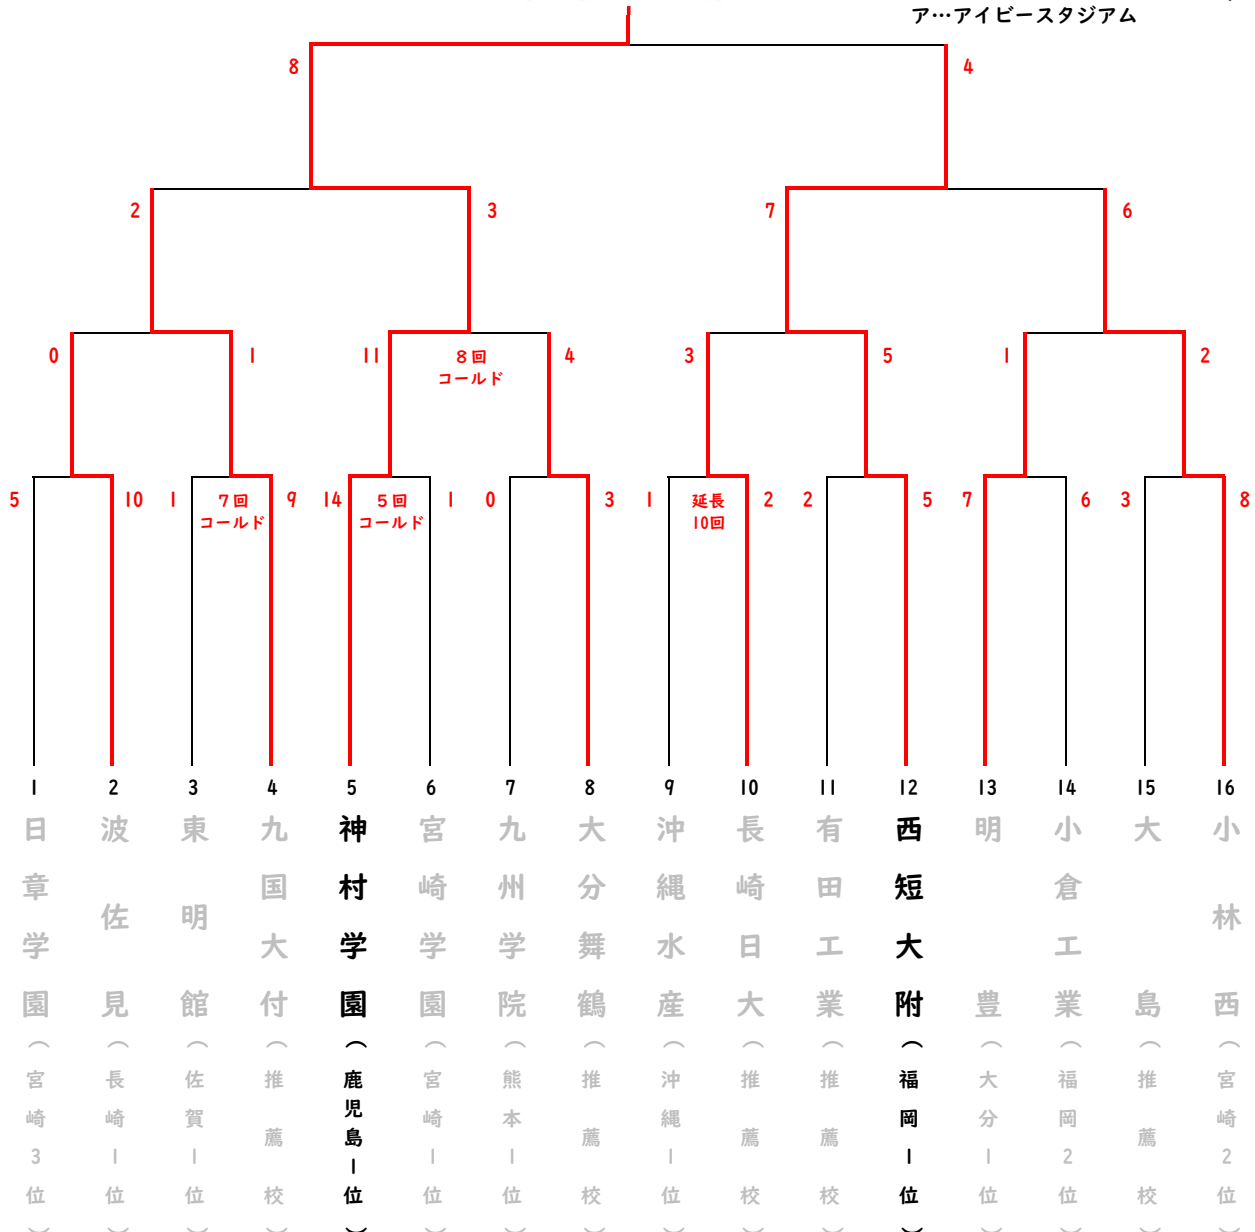 ア…アイビースタジアム
8 4
2 3 7 6
0 1 11 8回 4 3 5 1 2
コールド
5 10 1 7回 9 14 5回 1 0 3 1 延長 2 2 5 7 6 3 8
コールド コールド 10回
1 2 3 4 5 6 7 8 9 10 11 12 13 14 15 16
日章学園(宮崎3位)
波佐見(長崎1位)
東明館(佐賀1位)
九国大付(推薦校)
神村学園(鹿児島1位)
宮崎学園(宮崎1位)
九州学院(熊本1位)
大分舞鶴(推薦校)
沖縄水産(沖縄1位)
長崎日大(推薦校)
有田工業(推薦校)
西短大附(福岡1位)
明豊(大分1位)
小倉工業(福岡2位)
大島(推薦校)
小林西(宮崎2位)